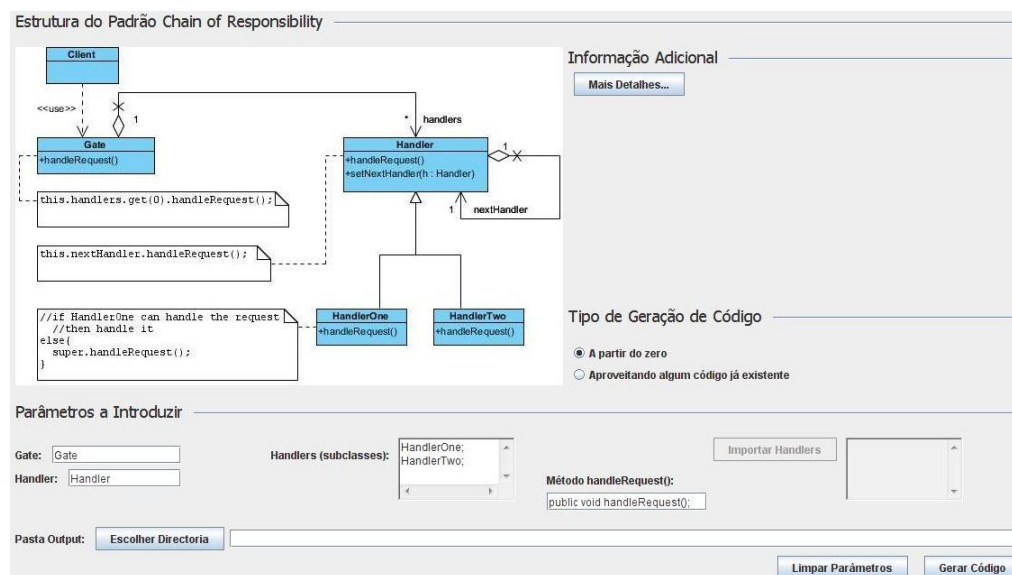 Estrutura do Padrão Chain of Responsibility
Client
<<use>>
1
* handlers
Gate
+handleRequest()
Handler
+handleRequest()
+setNextHandler(h : Handler)
1
1 nextHandler
this.handlers.get(0).handleRequest();
this.nextHandler.handleRequest();
//if HandlerOne can handle the request
//then handle it
else{
super.handleRequest();
}
HandlerOne
+handleRequest()
HandlerTwo
+handleRequest()
Informação Adicional
Mais Detalhes...
Tipo de Geração de Código
A partir do zero
Aproveitando algum código já existente
Parâmetros a Introduzir
Gate: Gate
Handler: Handler
Handlers (subclasses):
HandlerOne;
HandlerTwo;
Importar Handlers
Método handleRequest():
public void handleRequest();
Pasta Output: Escolher Directoria
Limpar Parâmetros Gerar Código